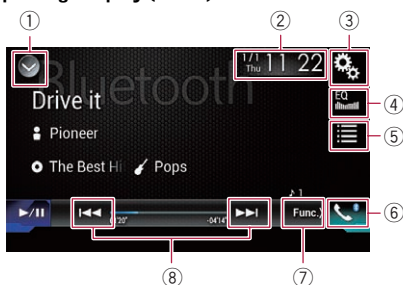 ① ② ③
1/1
Thu 11 22
EQ
④
Bluetooth
Drive it
⑤
Pioneer
The Best Hi Pops
♪ 1
Func.
⑥
-04'14"
⑧ ⑦